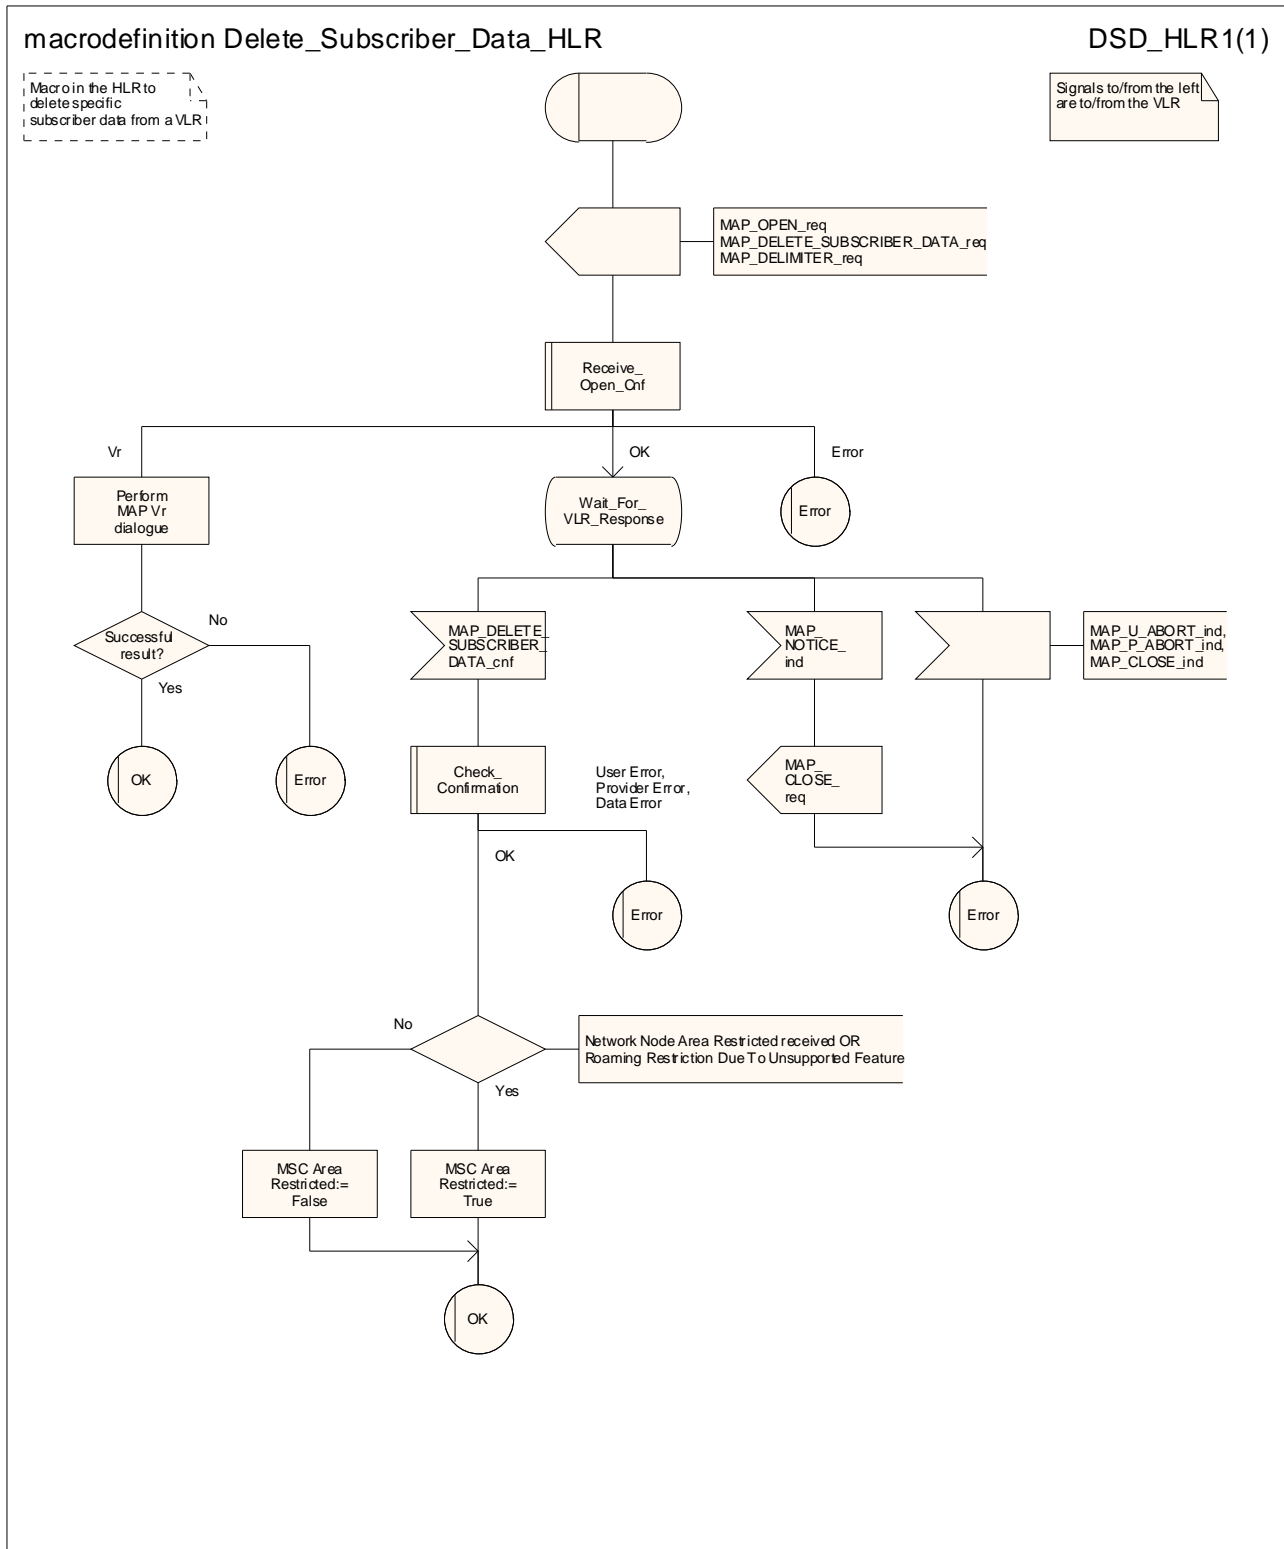 macrodefinition Delete_Subscriber_Data_HLR
DSD_HLR1(1)
Macro in the HLR to
delete specific
subscriber data from a VLR
Signals to/from the left
are to/from the VLR
MAP_OPEN_req
MAP_DELETE_SUBSCRIBER_DATA_req
MAP_DELIMITER_req
Receive_
Open_Cnf
Vr
OK
Error
Perform
MAP Vr
dialogue
Wait_For_
VLR_Response
Error
Successful
result?
No
Yes
MAP_DELETE_
SUBSCRIBER_
DATA_cnf
MAP_
NOTICE_
ind
MAP_U_ABORT_ind,
MAP_P_ABORT_ind,
MAP_CLOSE_ind
OK
Error
Check_
Confirmation
User Error,
Provider Error,
Data Error
MAP_
CLOSE_
req
OK
Error
Error
No
Network Node Area Restricted received OR
Roaming Restriction Due To Unsupported Feature
Yes
MSC Area
Restricted:=
False
MSC Area
Restricted:=
True
OK